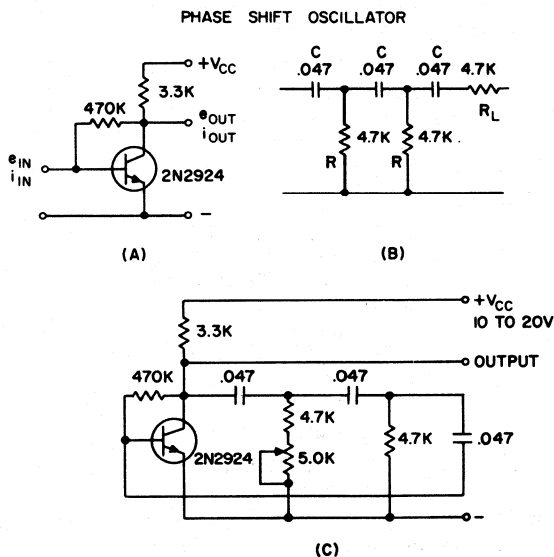 PHASE SHIFT OSCILLATOR
+VCC
3.3K
470K
eOUT
iOUT
eIN
iIN
2N2924
–
(A)
C C C
.047 .047 .047 4.7K
RL
4.7K 4.7K
R R
(B)
+VCC
10 TO 20V
3.3K
OUTPUT
470K .047 .047
4.7K
4.7K .047
2N2924 5.0K
–
(C)